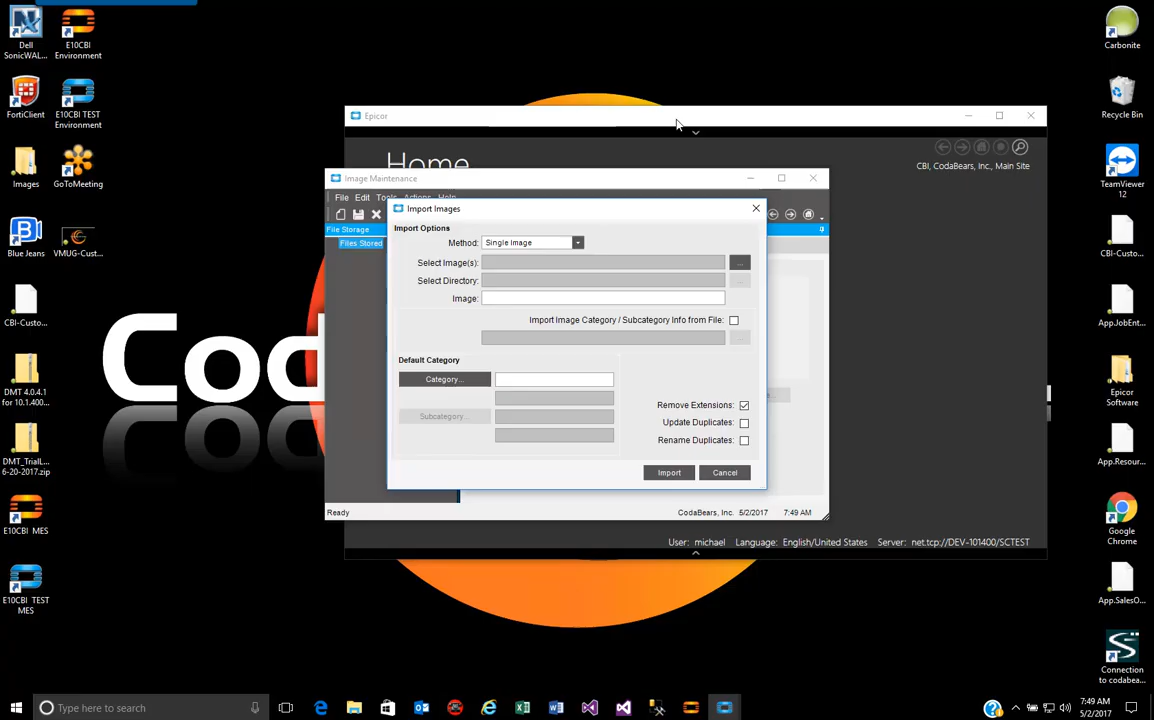 Dell
SonicWAL...
E10CBI
Environment
FortiClient
E10CBI TEST
Environment
Images
GoToMeeting
Blue Jeans
VMUG-Cust...
CBI-Custo...
DMT 4.0.4.1
for 10.1.400...
DMT_TrialL...
6-20-2017.zip
E10CBI MES
E10CBI TEST
MES
Cod
Epicor
Home
CBI, CodaBears, Inc., Main Site
Image Maintenance
File Edit Tools Actions Help
File Storage
Files Stored
Import Images
Import Options
Method: Single Image
Select Image(s): ...
Select Directory: ...
Image:
Import Image Category / Subcategory Info from File:
...
Default Category
Category...
Subcategory...
Remove Extensions:
Update Duplicates:
Rename Duplicates:
Import Cancel
Ready
CodaBears, Inc. 5/2/2017 7:49 AM
User: michael Language: English/United States Server: net.tcp://DEV-101400/SCTEST
Carbonite
Recycle Bin
TeamViewer
12
CBI-Custo...
App.JobEnt...
Epicor
Software
App.Resour...
Google
Chrome
App.SalesO...
Connection
to codabea...
Type here to search
7:49 AM
5/2/2017